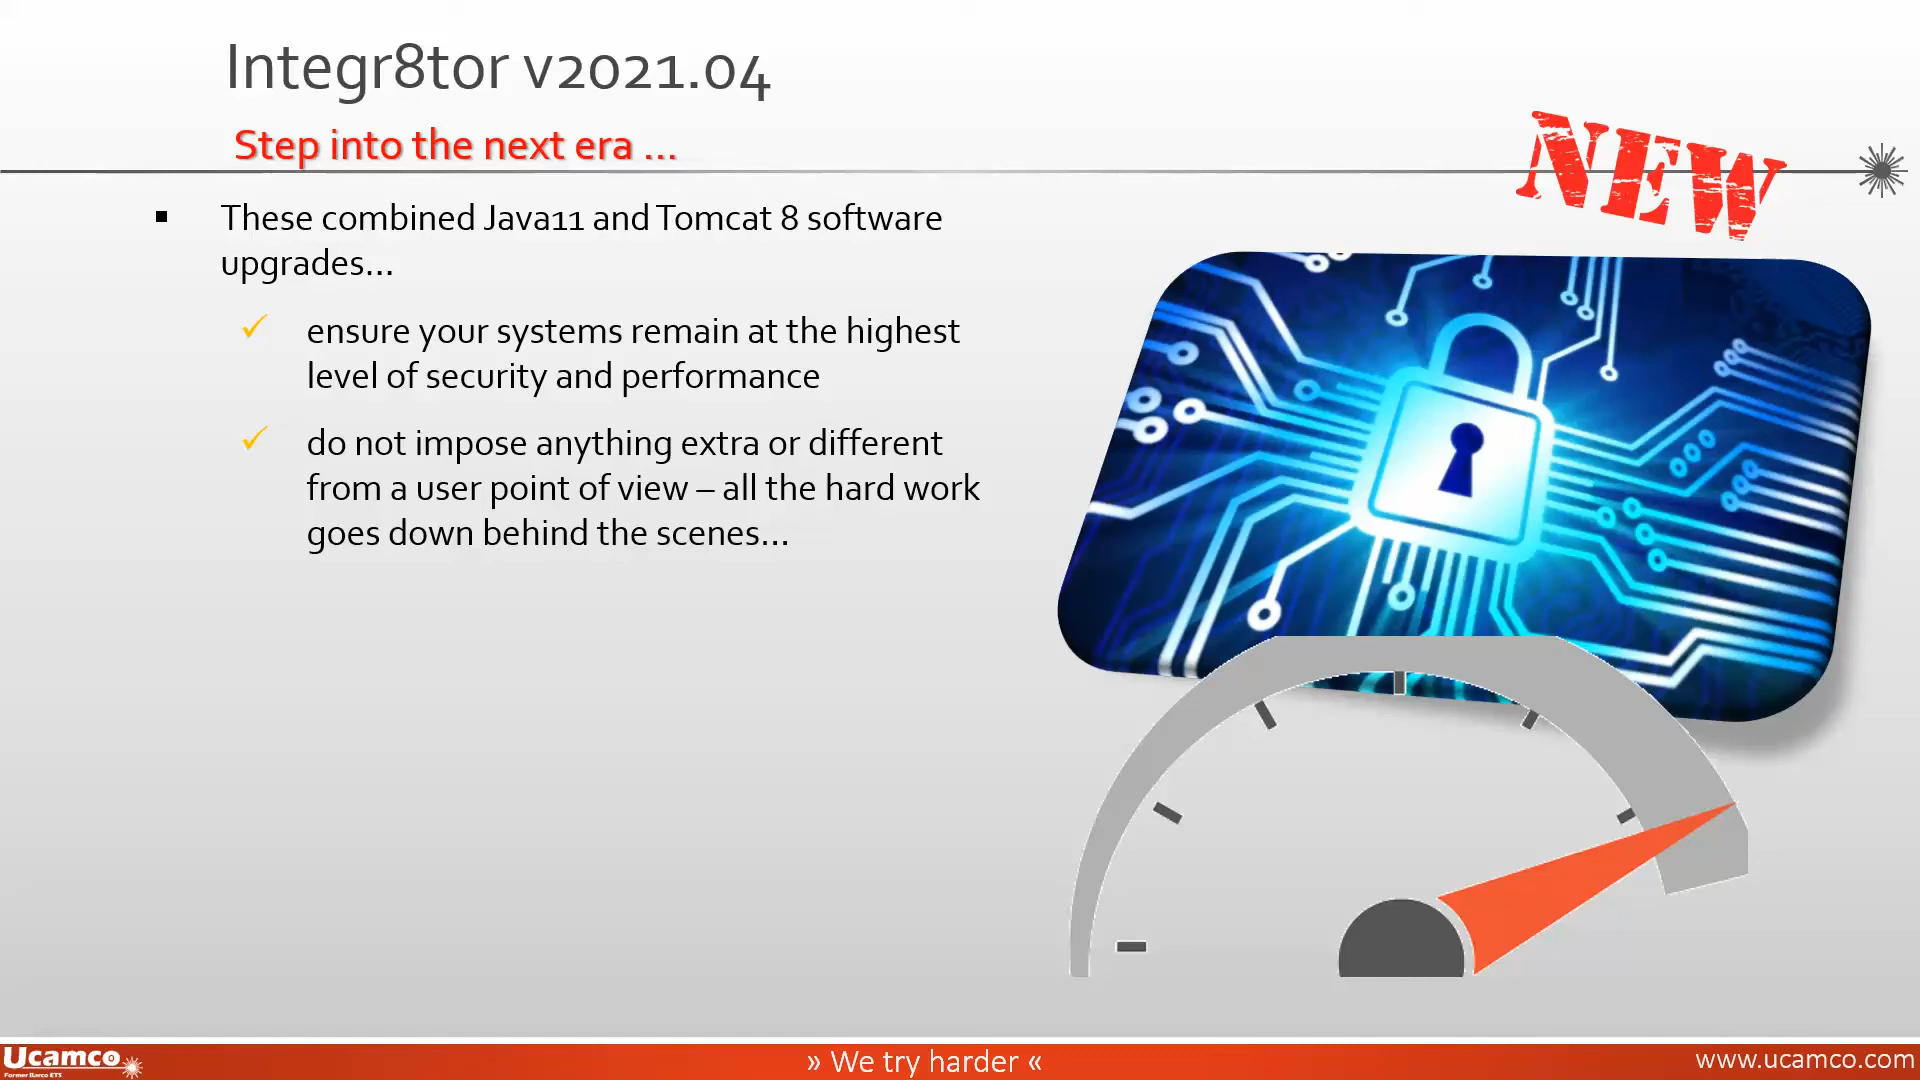 Integr8tor v2021.04
Step into the next era ...
NEW
▪ These combined Java11 and Tomcat 8 software
upgrades...
✓ ensure your systems remain at the highest
level of security and performance
✓ do not impose anything extra or different
from a user point of view – all the hard work
goes down behind the scenes...
Ucamco
Former Barco ETS
» We try harder «
www.ucamco.com